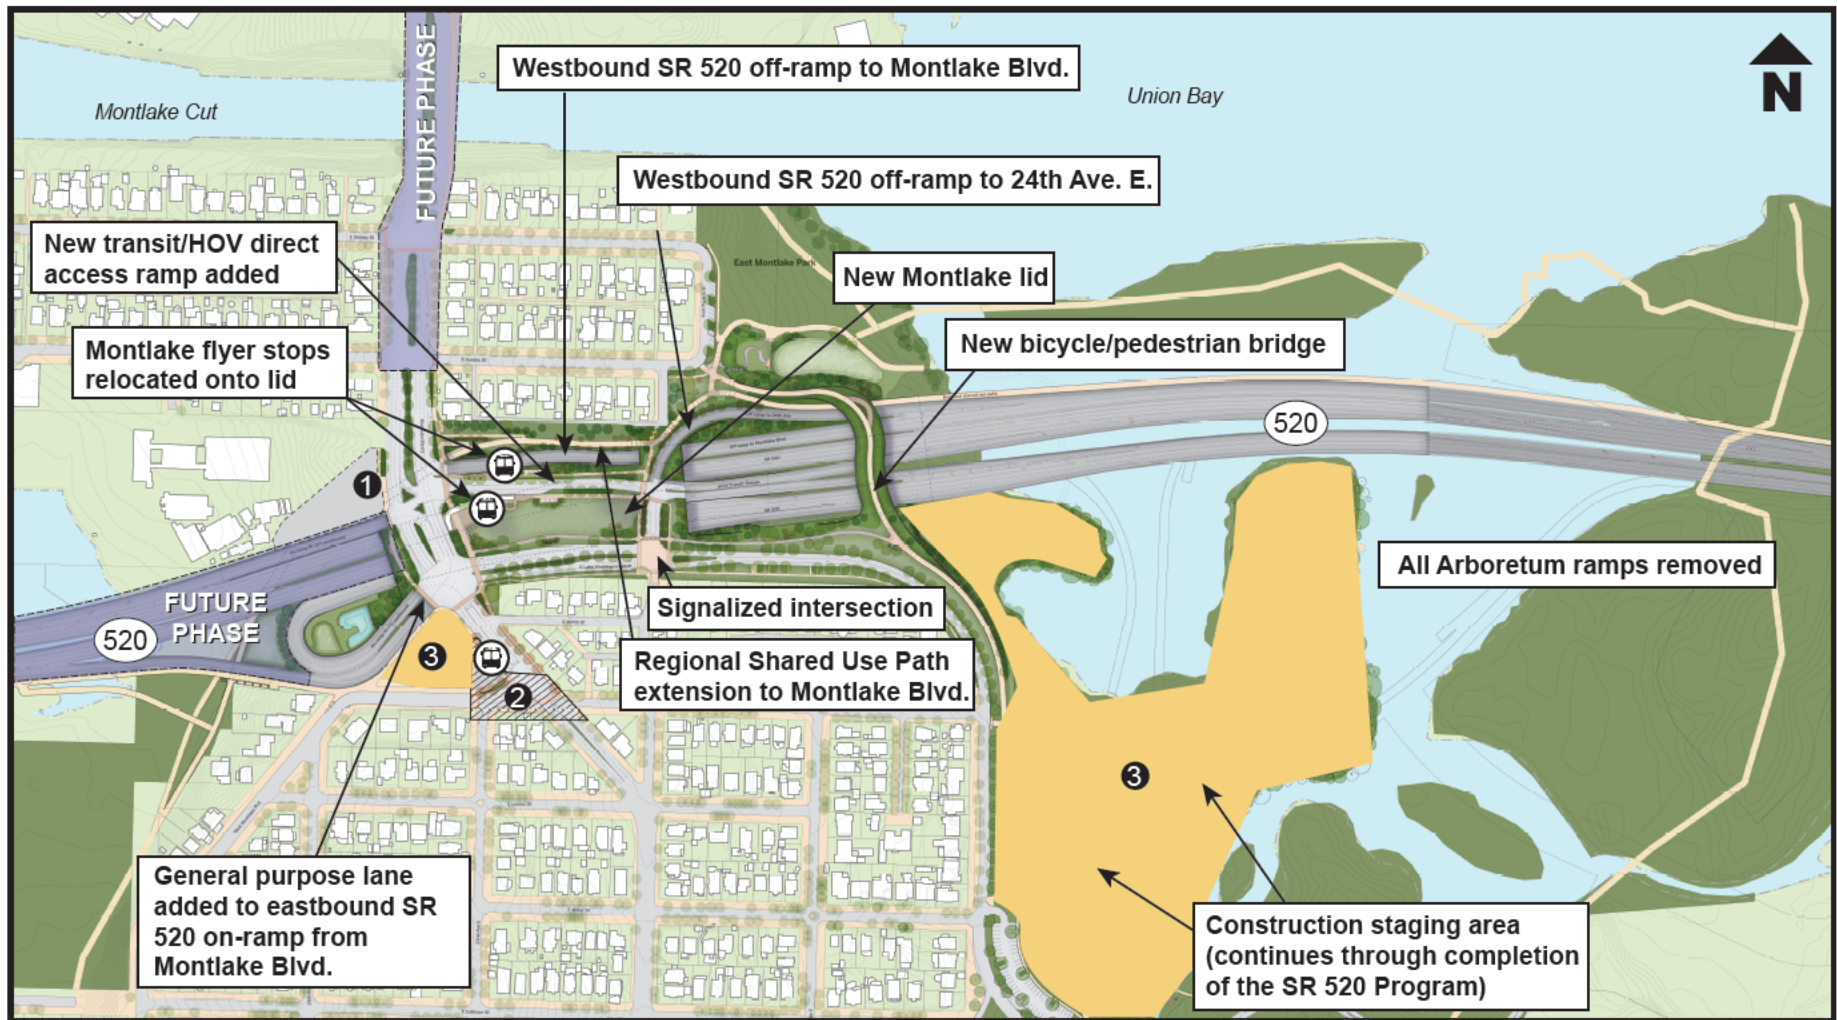 FUTURE PHASE
Westbound SR 520 off-ramp to Montlake Blvd.
N
Montlake Cut
Union Bay
Westbound SR 520 off-ramp to 24th Ave. E.
New transit/HOV direct
access ramp added
East Montlake Park
New Montlake lid
Montlake flyer stops
relocated onto lid
New bicycle/pedestrian bridge
520
1
All Arboretum ramps removed
FUTURE
PHASE
520
Signalized intersection
3
2
Regional Shared Use Path
extension to Montlake Blvd.
3
General purpose lane
added to eastbound SR
520 on-ramp from
Montlake Blvd.
Construction staging area
(continues through completion
of the SR 520 Program)